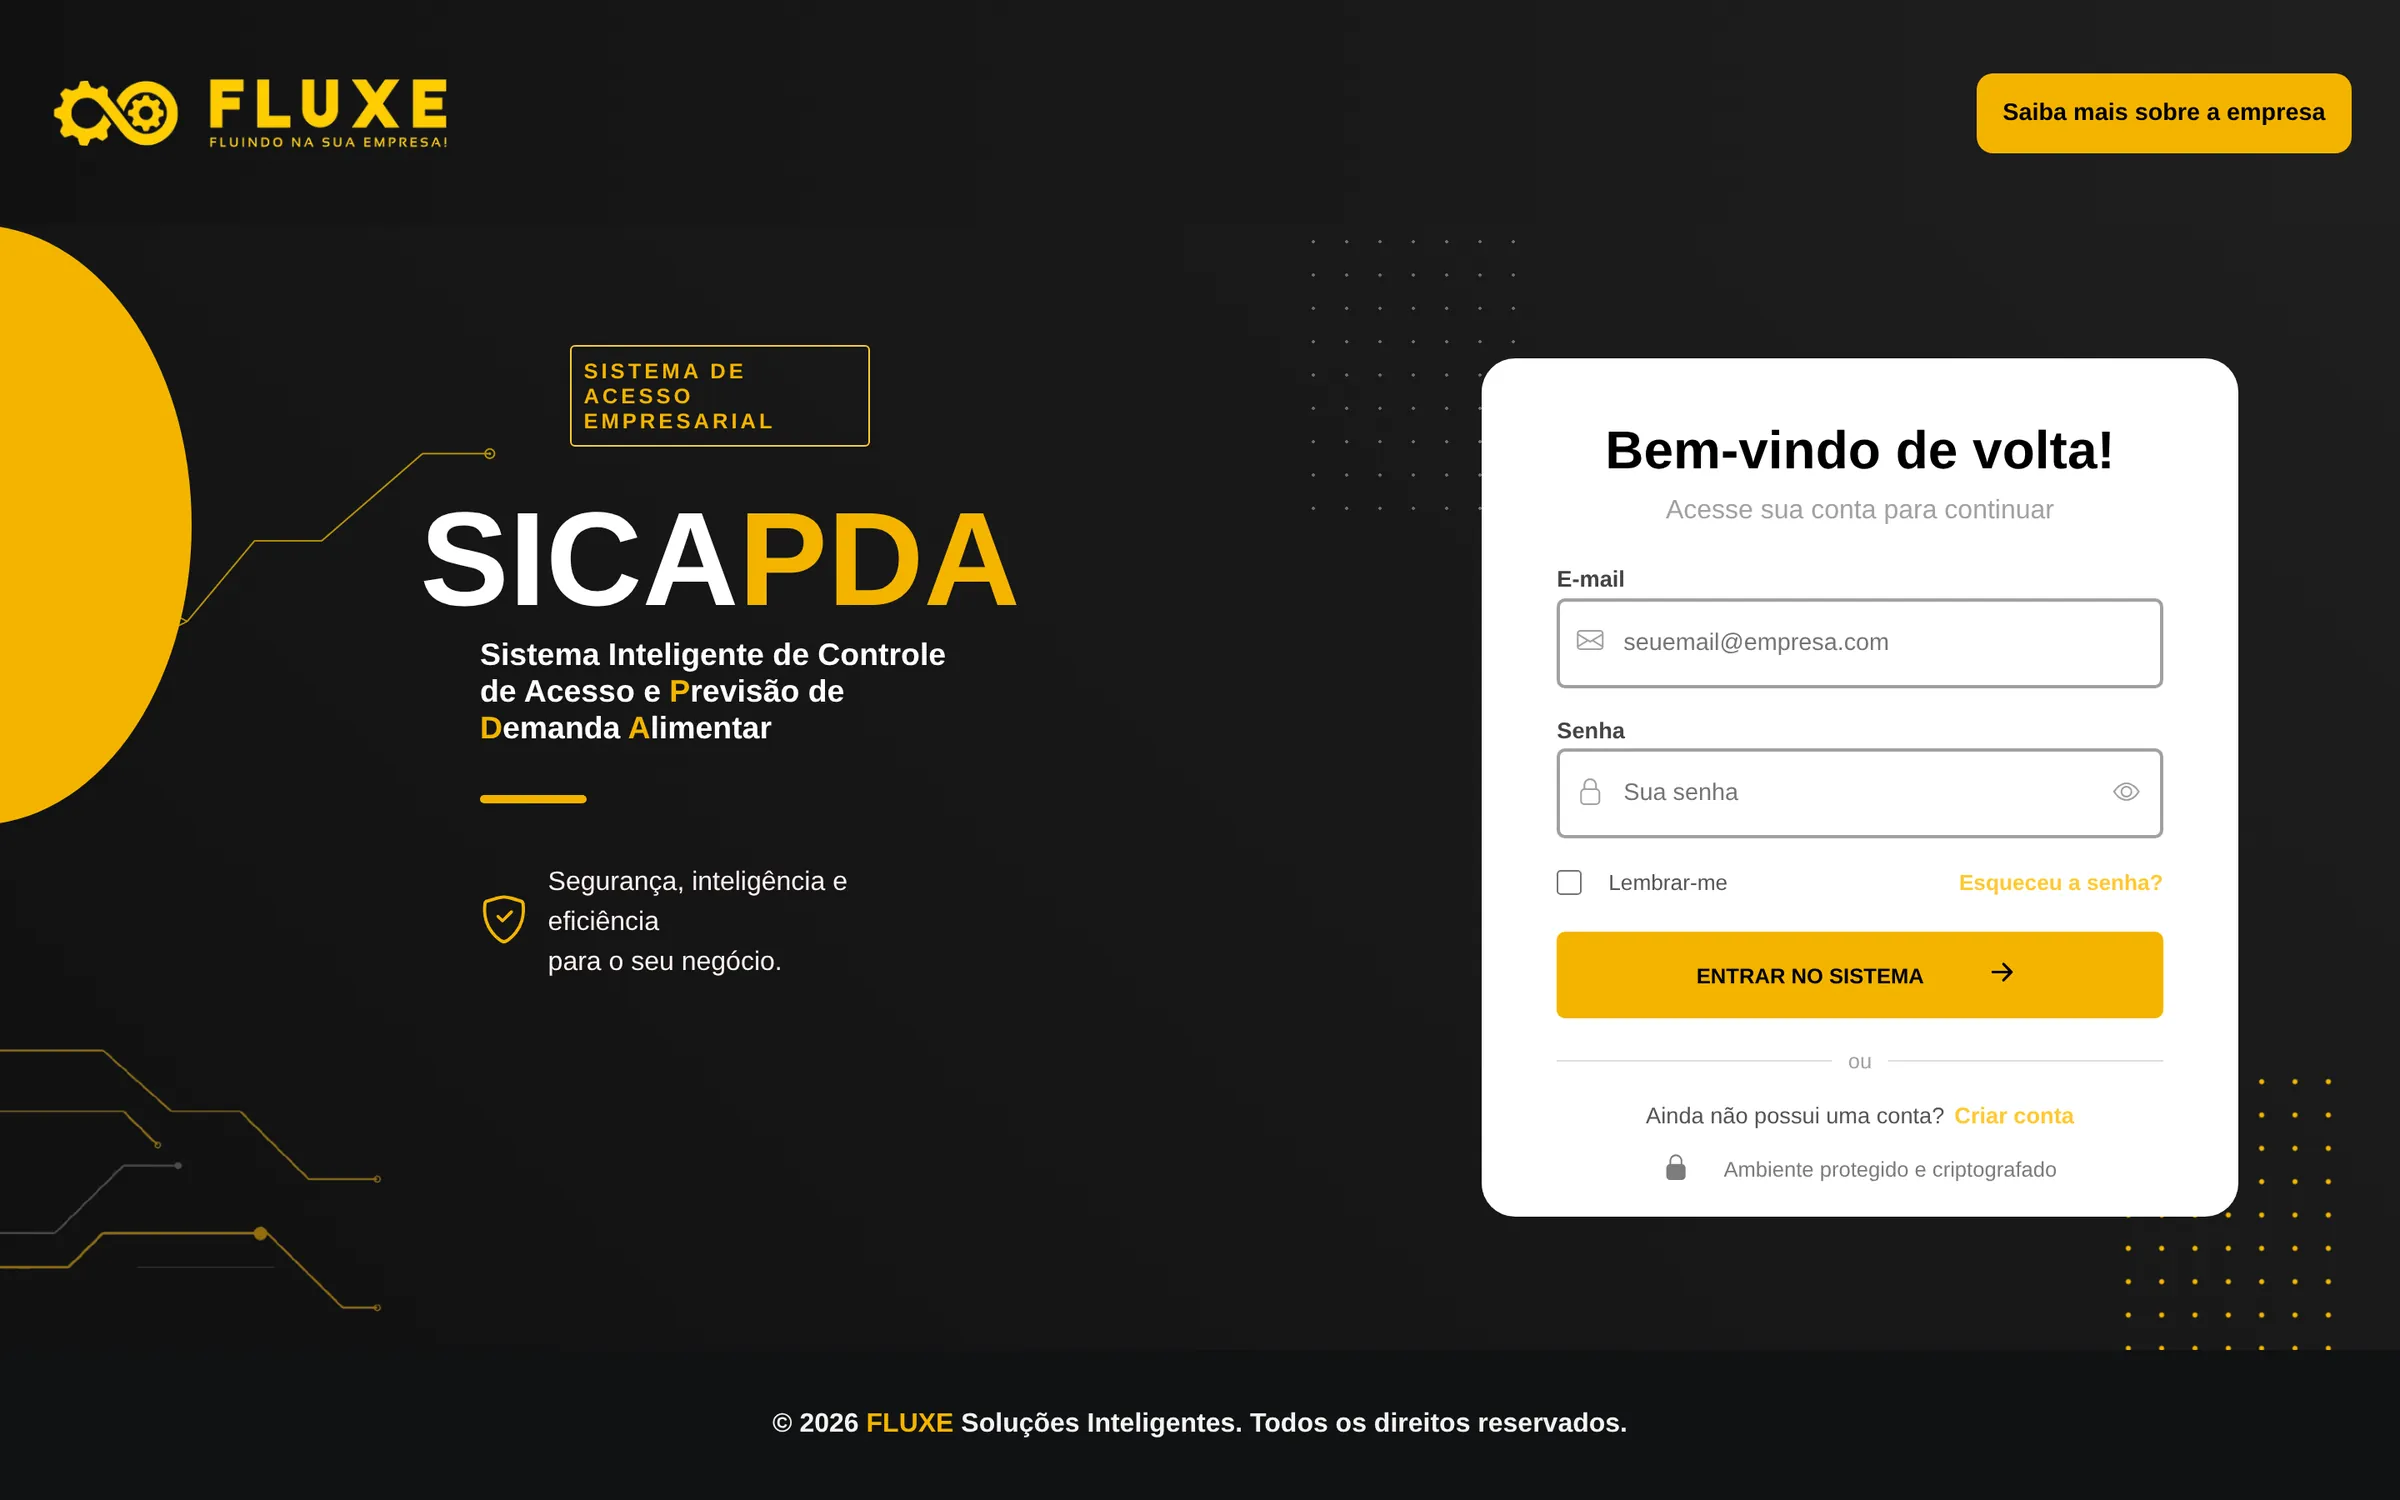 FLUXE
FLUINDO NA SUA EMPRESA!
Saiba mais sobre a empresa
SISTEMA DE
ACESSO
EMPRESARIAL
SICAPDA
Sistema Inteligente de Controle
de Acesso e Previsão de
Demanda Alimentar
Segurança, inteligência e
eficiência
para o seu negócio.
Bem-vindo de volta!
Acesse sua conta para continuar
E-mail
seuemail@empresa.com
Senha
Sua senha
Lembrar-me
Esqueceu a senha?
ENTRAR NO SISTEMA
ou
Ainda não possui uma conta? Criar conta
Ambiente protegido e criptografado
© 2026 FLUXE Soluções Inteligentes. Todos os direitos reservados.